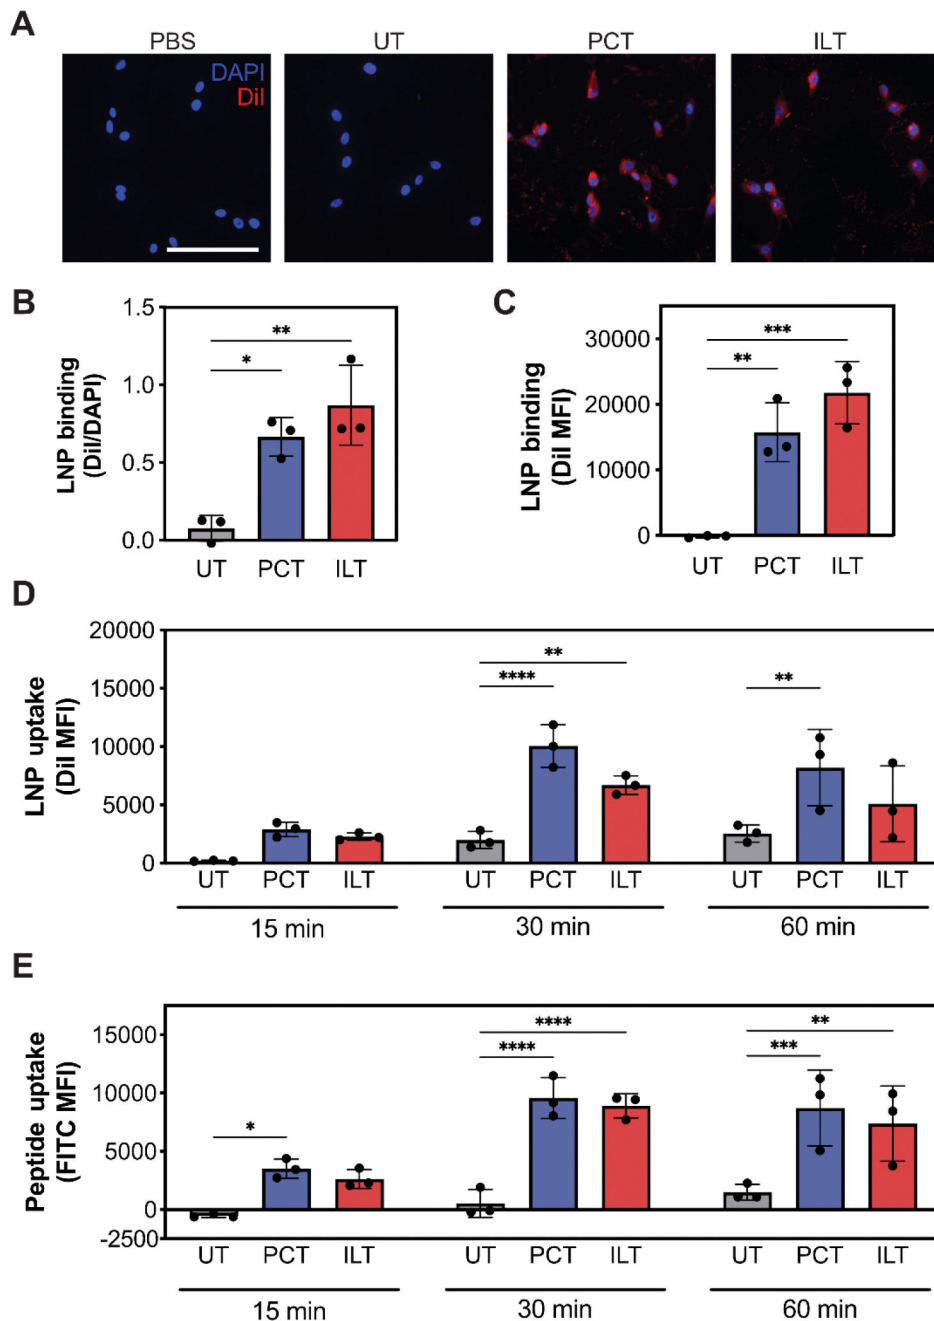 A
PBS UT PCT ILT
DAPI
DiI
B
LNP binding
(DiI/DAPI)
1.5
1.0
0.5
0.0
**
*
UT PCT ILT
C
LNP binding
(DiI MFI)
30000
20000
10000
0
***
**
UT PCT ILT
D
LNP uptake
(DiI MFI)
20000
15000
10000
5000
0
**
****
**
UT PCT ILT UT PCT ILT UT PCT ILT
15 min 30 min 60 min
E
Peptide uptake
(FITC MFI)
15000
10000
5000
0
-2500
*
****
****
**
***
UT PCT ILT UT PCT ILT UT PCT ILT
15 min 30 min 60 min